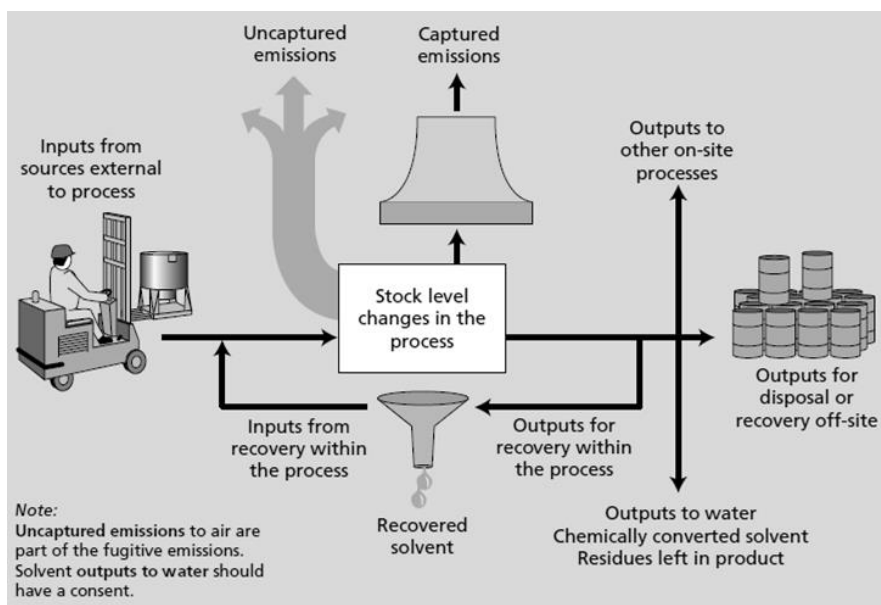 Uncaptured
emissions
Captured
emissions
Inputs from
sources external
to process
Outputs to
other on-site
processes
Stock level
changes in the
process
Outputs for
disposal or
recovery off-site
Inputs from
recovery within
the process
Outputs for
recovery within
the process
Recovered
solvent
Outputs to water
Chemically converted solvent
Residues left in product
Note:
Uncaptured emissions to air are
part of the fugitive emissions.
Solvent outputs to water should
have a consent.